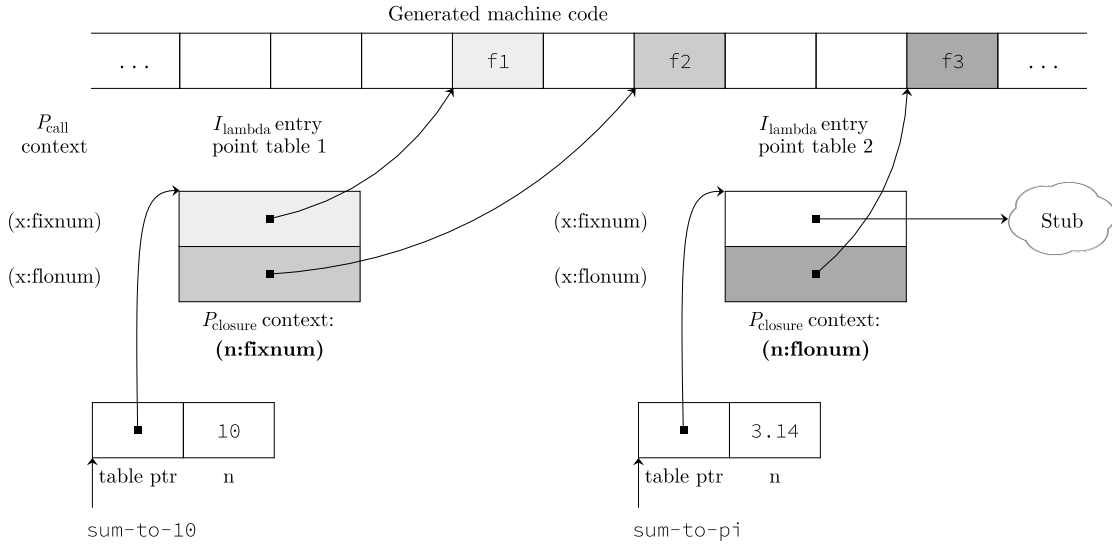 Generated machine code
... f1 f2 f3 ...
P_call
context
I_lambda entry
point table 1
I_lambda entry
point table 2
(x:fixnum)
(x:flonum)
(x:fixnum)
(x:flonum)
Stub
P_closure context:
(n:fixnum)
P_closure context:
(n:flonum)
10
table ptr n
sum-to-10
3.14
table ptr n
sum-to-pi